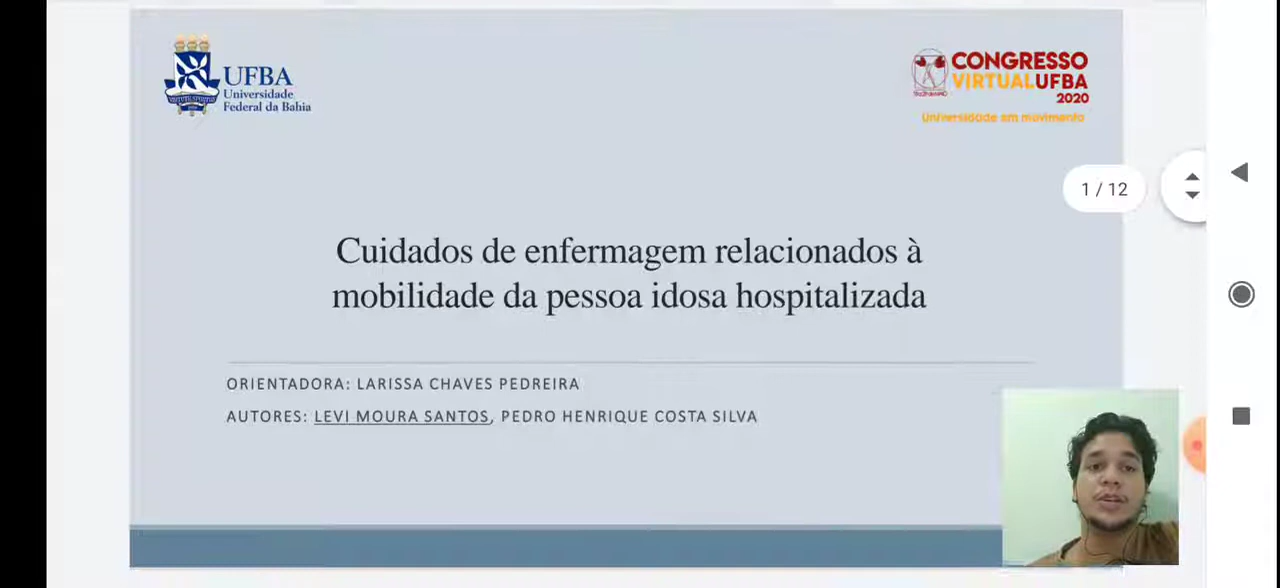 UFBA
Universidade
Federal da Bahia
CONGRESSO
VIRTUALUFBA
2020
Universidade em movimento
1 / 12
Cuidados de enfermagem relacionados à
mobilidade da pessoa idosa hospitalizada
ORIENTADORA: LARISSA CHAVES PEDREIRA
AUTORES: LEVI MOURA SANTOS, PEDRO HENRIQUE COSTA SILVA